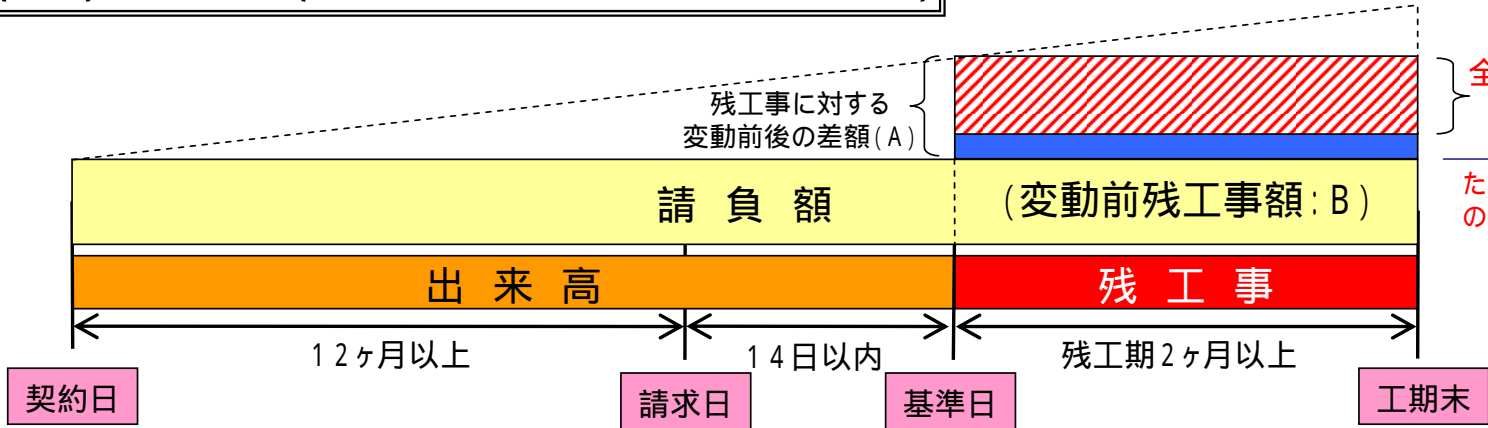 全
残工事に対する
変動前後の差額(A)
た
の
請 負 額
(変動前残工事額:B)
出 来 高
残 工 事
12ヶ月以上
14日以内
残工期2ヶ月以上
契約日
請求日
基準日
工期末